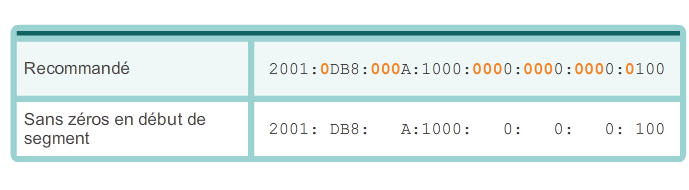 Recommandé 2001:0DB8:000A:1000:0000:0000:0000:0100
Sans zéros en début de
segment 2001: DB8: A:1000: 0: 0: 0: 100